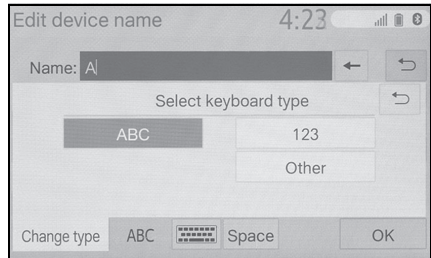 Edit device name 4:23
Name: A
Select keyboard type
ABC 123
Other
Change type ABC Space OK